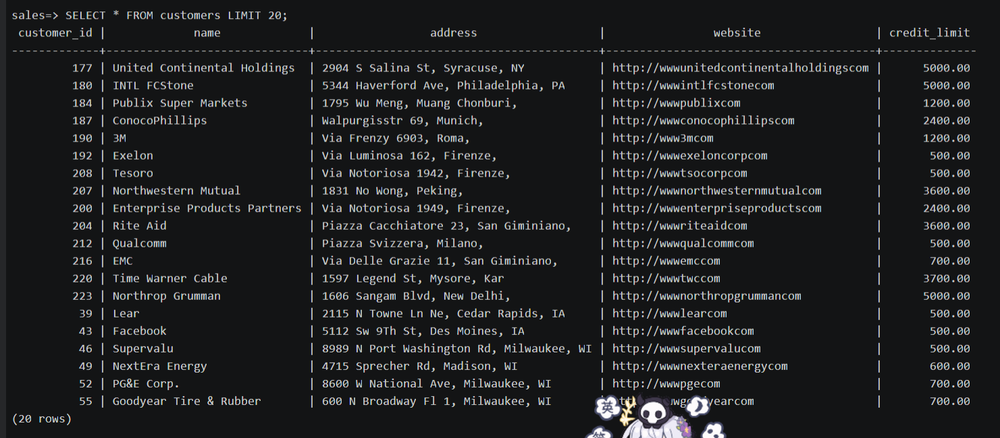 sales=> SELECT * FROM customers LIMIT 20;
 customer_id |             name             |                 address                  |                website                 | credit_limit
-------------+------------------------------+------------------------------------------+----------------------------------------+--------------
         177 | United Continental Holdings  | 2904 S Salina St, Syracuse, NY           | http://wwwunitedcontinentalholdingscom |      5000.00
         180 | INTL FCStone                 | 5344 Haverford Ave, Philadelphia, PA     | http://wwwintlfcstonecom               |      5000.00
         184 | Publix Super Markets         | 1795 Wu Meng, Muang Chonburi,            | http://wwwpublixcom                    |      1200.00
         187 | ConocoPhillips               | Walpurgisstr 69, Munich,                 | http://wwwconocophillipscom            |      2400.00
         190 | 3M                           | Via Frenzy 6903, Roma,                   | http://www3mcom                        |      1200.00
         192 | Exelon                       | Via Luminosa 162, Firenze,               | http://wwwexeloncorpcom                |       500.00
         208 | Tesoro                       | Via Notoriosa 1942, Firenze,             | http://wwwtsocorpcom                   |       500.00
         207 | Northwestern Mutual          | 1831 No Wong, Peking,                    | http://wwwnorthwesternmutualcom        |      3600.00
         200 | Enterprise Products Partners | Via Notoriosa 1949, Firenze,             | http://wwwenterpriseproductscom        |      2400.00
         204 | Rite Aid                     | Piazza Cacchiatore 23, San Giminiano,    | http://wwwriteaidcom                   |      3600.00
         212 | Qualcomm                     | Piazza Svizzera, Milano,                 | http://wwwqualcommcom                  |       500.00
         216 | EMC                          | Via Delle Grazie 11, San Giminiano,      | http://wwwemccom                       |       700.00
         220 | Time Warner Cable            | 1597 Legend St, Mysore, Kar              | http://wwwtwccom                       |      3700.00
         223 | Northrop Grumman             | 1606 Sangam Blvd, New Delhi,             | http://wwwnorthropgrummancom           |      5000.00
          39 | Lear                         | 2115 N Towne Ln Ne, Cedar Rapids, IA     | http://wwwlearcom                      |       500.00
          43 | Facebook                     | 5112 Sw 9Th St, Des Moines, IA           | http://wwwfacebookcom                  |       500.00
          46 | Supervalu                    | 8989 N Port Washington Rd, Milwaukee, WI | http://wwwsupervalucom                 |       500.00
          49 | NextEra Energy               | 4715 Sprecher Rd, Madison, WI            | http://wwwnexteraenergycom             |       600.00
          52 | PG&E Corp.                   | 8600 W National Ave, Milwaukee, WI       | http://wwwpgecom                       |       700.00
          55 | Goodyear Tire & Rubber       | 600 N Broadway Fl 1, Milwaukee, WI       |                                        |       700.00
(20 rows)
英